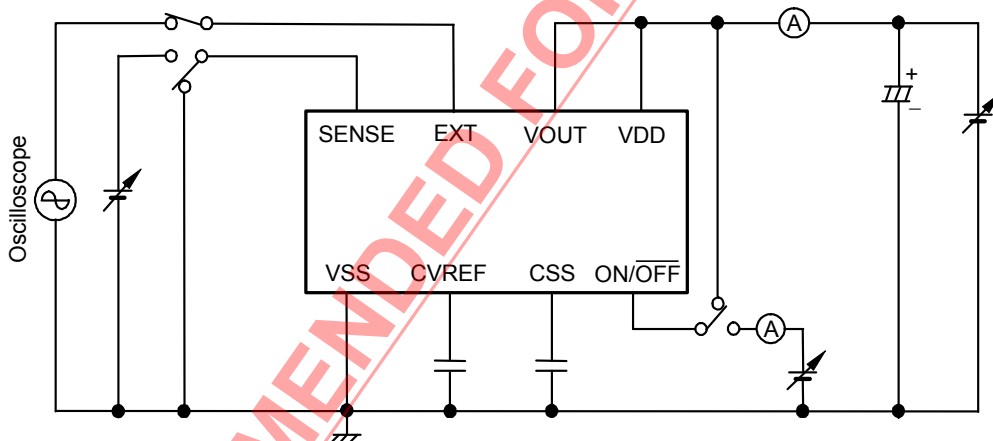 A
+
−
SENSE EXT VOUT VDD
Oscilloscope
VSS CVREF CSS ON/OFF
A
MENDED FO